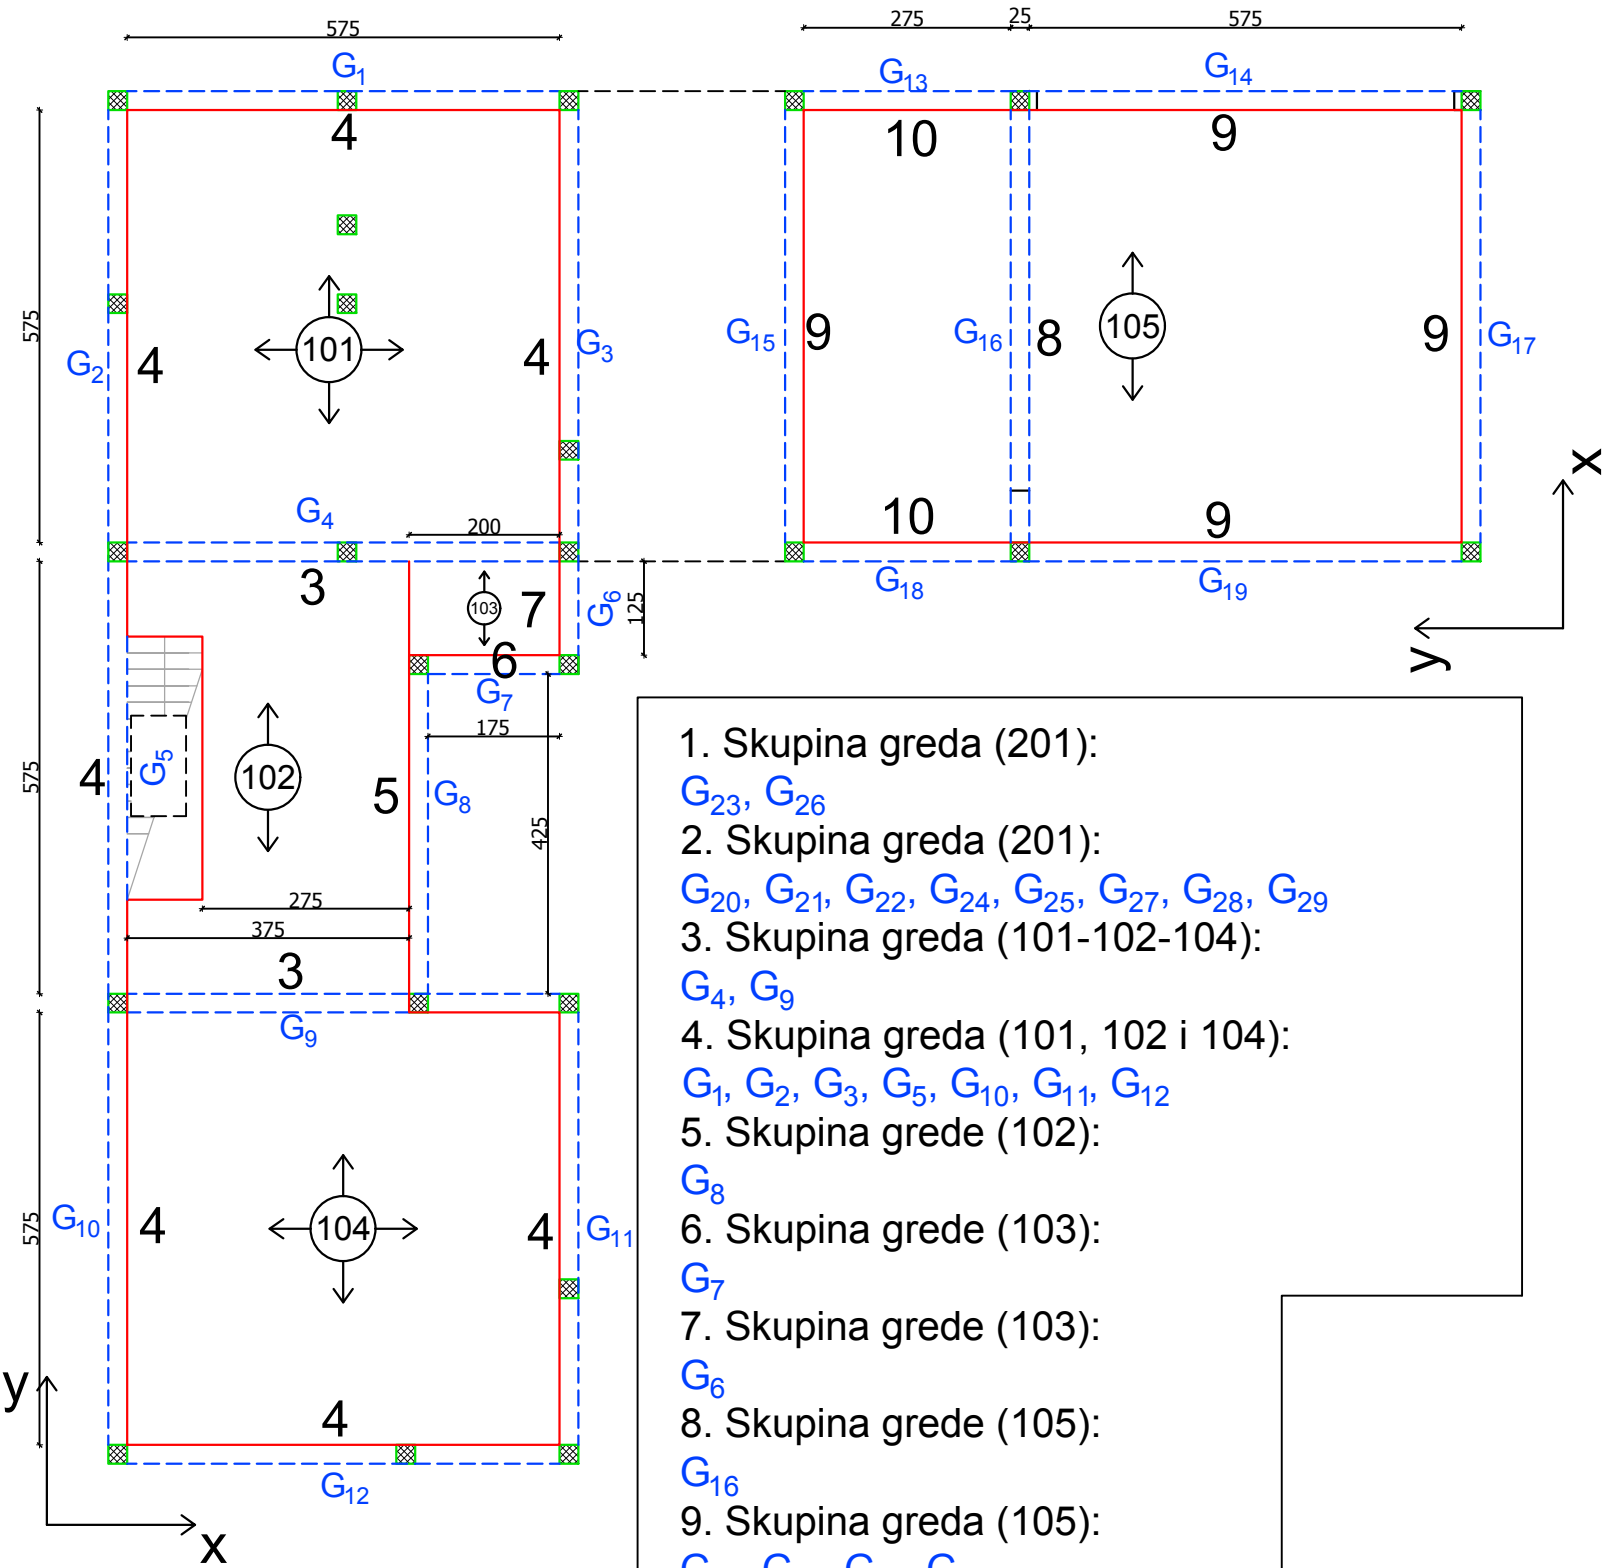 575
275 25 575
G1
G13 G14
4
10 9
101
105
575
G2 4
4 G3
G15 9
G16 8
9 G17
G4
200
10 9
x
3
103 7
G6
125
G18 G19
6
G7
y
175
575
4
G5
102
5 G8
425
275
375
3
G9
575
G10 4
104
4 G11
y
4
G12
x
1. Skupina greda (201):
G23, G26
2. Skupina greda (201):
G20, G21, G22, G24, G25, G27, G28, G29
3. Skupina greda (101-102-104):
G4, G9
4. Skupina greda (101, 102 i 104):
G1, G2, G3, G5, G10, G11, G12
5. Skupina grede (102):
G8
6. Skupina grede (103):
G7
7. Skupina grede (103):
G6
8. Skupina grede (105):
G16
9. Skupina greda (105):